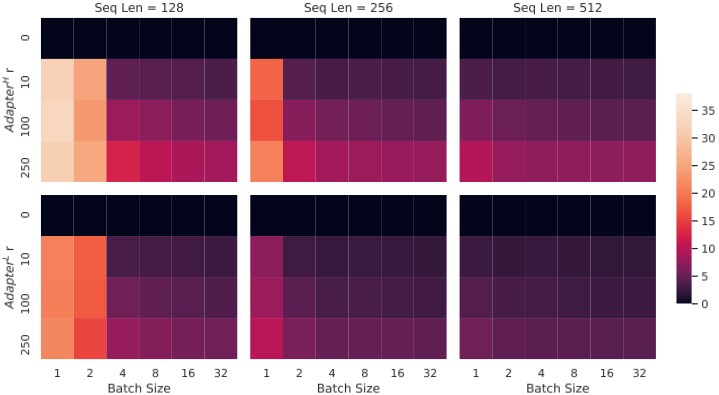 Seq Len = 128
Seq Len = 256
Seq Len = 512
Adapter^H r
0
10
100
250
Adapter^L r
0
10
100
250
1 2 4 8 16 32
1 2 4 8 16 32
1 2 4 8 16 32
Batch Size
Batch Size
Batch Size
35
30
25
20
15
10
5
0